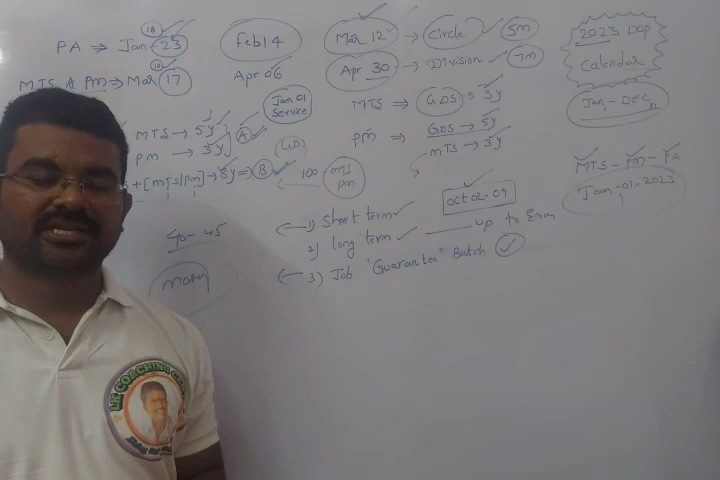 PA ⇒ Jan 23 18
MTS & PM ⇒ Mar 17 18
Feb 14
Apr 06
Mar 12 → Circle 5m
Apr 30 → Division 7m
2023 DOP
Calendar
Jan - Dec
Jan 01
Service
MTS → 5y
PM → 3y A
+ [MTS/PM] → 8y ⇒ B
GDS
100 MTS
PM
MTS ⇒ GDS ⇒ 3y
PM ⇒ GDS → 5y
MTS → 3y
MTS - PM - PA
Jan-01-2023
40-45
1) Short term
Oct 02-09
2) long term up to Exam
3) Job "Guarantee" Batch
LR COACHING